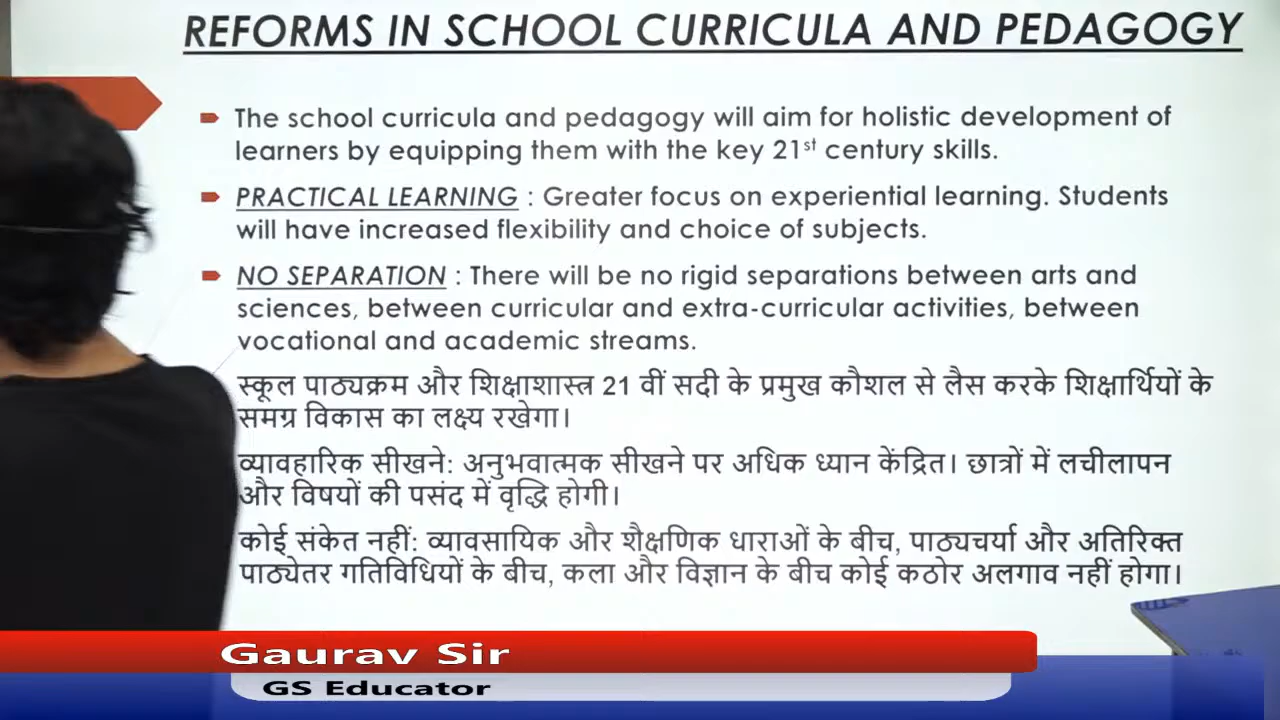 REFORMS IN SCHOOL CURRICULA AND PEDAGOGY
The school curricula and pedagogy will aim for holistic development of
learners by equipping them with the key 21st century skills.
PRACTICAL LEARNING : Greater focus on experiential learning. Students
will have increased flexibility and choice of subjects.
NO SEPARATION : There will be no rigid separations between arts and
sciences, between curricular and extra-curricular activities, between
vocational and academic streams.
स्कूल पाठ्यक्रम और शिक्षाशास्त्र 21 वीं सदी के प्रमुख कौशल से लैस करके शिक्षार्थियों के
समग्र विकास का लक्ष्य रखेगा।
व्यावहारिक सीखने: अनुभवात्मक सीखने पर अधिक ध्यान केंद्रित। छात्रों में लचीलापन
और विषयों की पसंद में वृद्धि होगी।
कोई संकेत नहीं: व्यावसायिक और शैक्षणिक धाराओं के बीच, पाठ्यचर्या और अतिरिक्त
पाठ्येतर गतिविधियों के बीच, कला और विज्ञान के बीच कोई कठोर अलगाव नहीं होगा।
Gaurav Sir
GS Educator